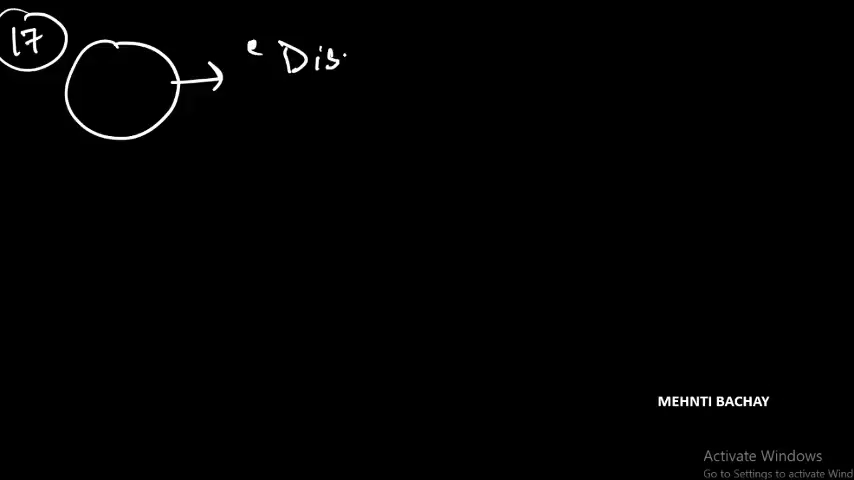 17
e Dis.
MEHNTI BACHAY
Activate Windows
Go to Settings to activate Wind